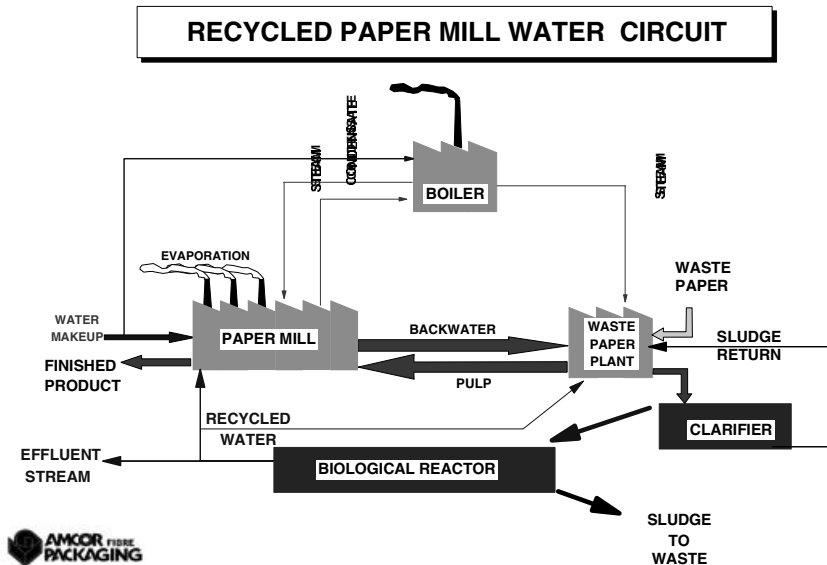 RECYCLED PAPER MILL WATER CIRCUIT
STEAM
CONDENSATE
STEAM
BOILER
EVAPORATION
WASTE
PAPER
WATER
MAKEUP
PAPER MILL
BACKWATER
WASTE
PAPER
PLANT
SLUDGE
RETURN
FINISHED
PRODUCT
PULP
RECYCLED
WATER
CLARIFIER
EFFLUENT
STREAM
BIOLOGICAL REACTOR
SLUDGE
TO
WASTE
AMCOR FIBRE
PACKAGING